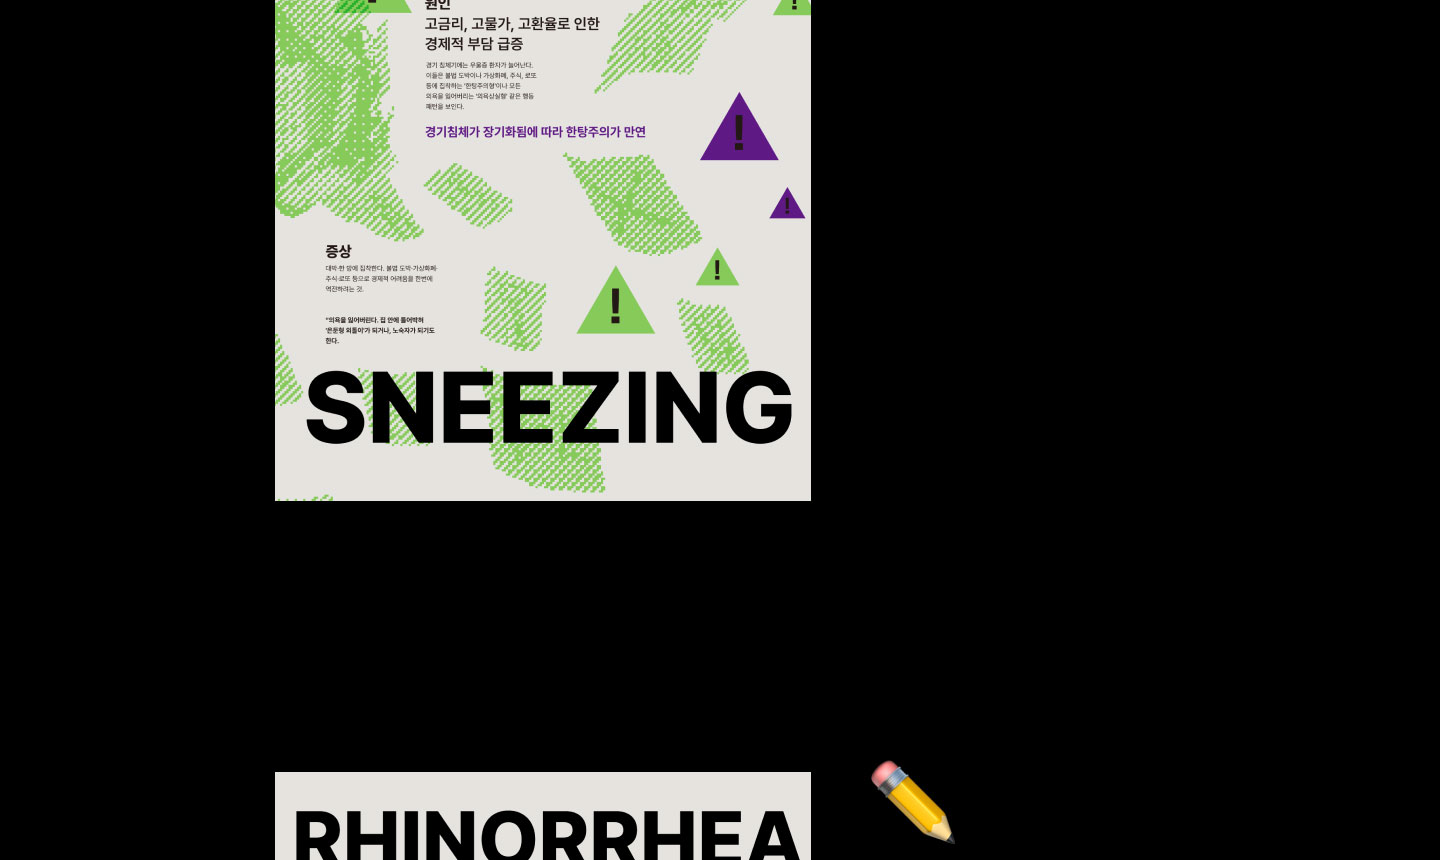 원인
고금리, 고물가, 고환율로 인한
경제적 부담 급증
경기 침체기에는 우울증 환자가 늘어난다.
이들은 불법 도박이나 가상화폐, 주식, 로또
등에 집착하는 '한탕주의형'이나 모든
의욕을 잃어버리는 '의욕상실형' 같은 행동
패턴을 보인다.
경기침체가 장기화됨에 따라 한탕주의가 만연
!
!
증상
대박·한 방에 집착한다. 불법 도박·가상화폐·
주식·로또 등으로 경제적 어려움을 한번에
역전하려는 것.
!
!
"의욕을 잃어버린다. 집 안에 틀어박혀
'은둔형 외톨이'가 되거나, 노숙자가 되기도
한다.
SNEEZING
RHINORRHEA